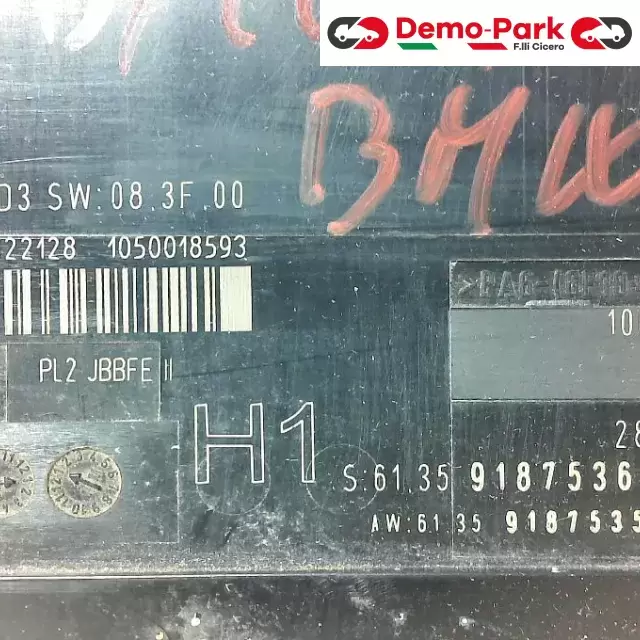 Demo-Park
F.lli Cicero
BMW
D3 SW:08.3F.00
22128 1050018593
10
PL2 JBBFE II
H1
28
S:61.35 9187536
AW:61.35 9187535